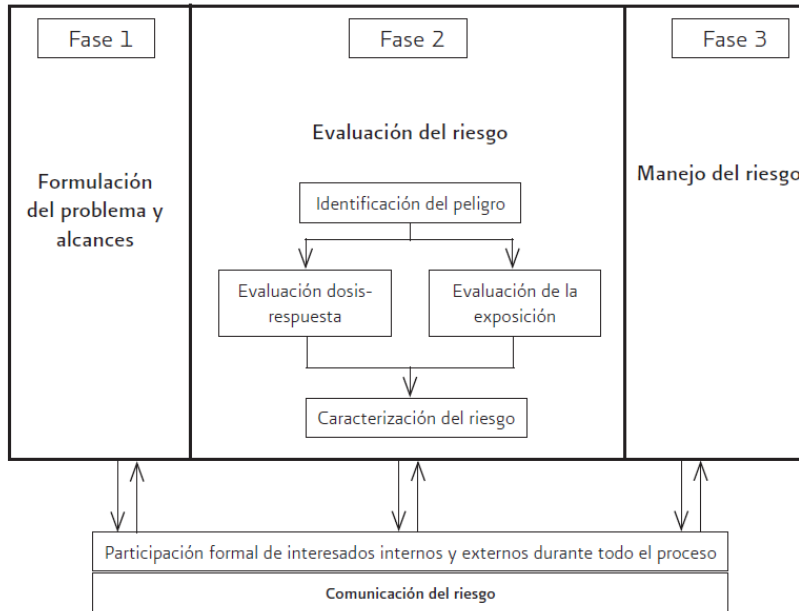 Fase 1
Formulación
del problema y
alcances
Fase 2
Evaluación del riesgo
Identificación del peligro
Evaluación dosis-
respuesta
Evaluación de la
exposición
Caracterización del riesgo
Fase 3
Manejo del riesgo
Participación formal de interesados internos y externos durante todo el proceso
Comunicación del riesgo